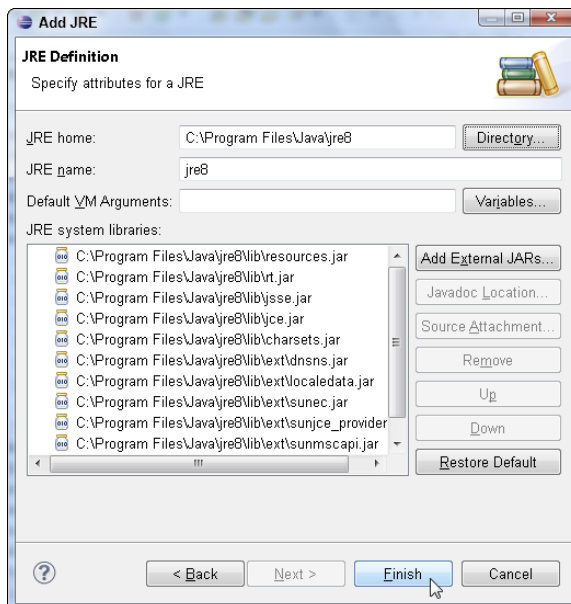 Add JRE
JRE Definition
Specify attributes for a JRE
JRE home:
C:\Program Files\Java\jre8
Directory...
JRE name:
jre8
Default VM Arguments:
Variables...
JRE system libraries:
C:\Program Files\Java\jre8\lib\resources.jar
C:\Program Files\Java\jre8\lib\rt.jar
C:\Program Files\Java\jre8\lib\jsse.jar
C:\Program Files\Java\jre8\lib\jce.jar
C:\Program Files\Java\jre8\lib\charsets.jar
C:\Program Files\Java\jre8\lib\ext\dnsns.jar
C:\Program Files\Java\jre8\lib\ext\localedata.jar
C:\Program Files\Java\jre8\lib\ext\sunec.jar
C:\Program Files\Java\jre8\lib\ext\sunjce_provider
C:\Program Files\Java\jre8\lib\ext\sunmscapi.jar
Add External JARs...
Javadoc Location...
Source Attachment...
Remove
Up
Down
Restore Default
< Back
Next >
Finish
Cancel